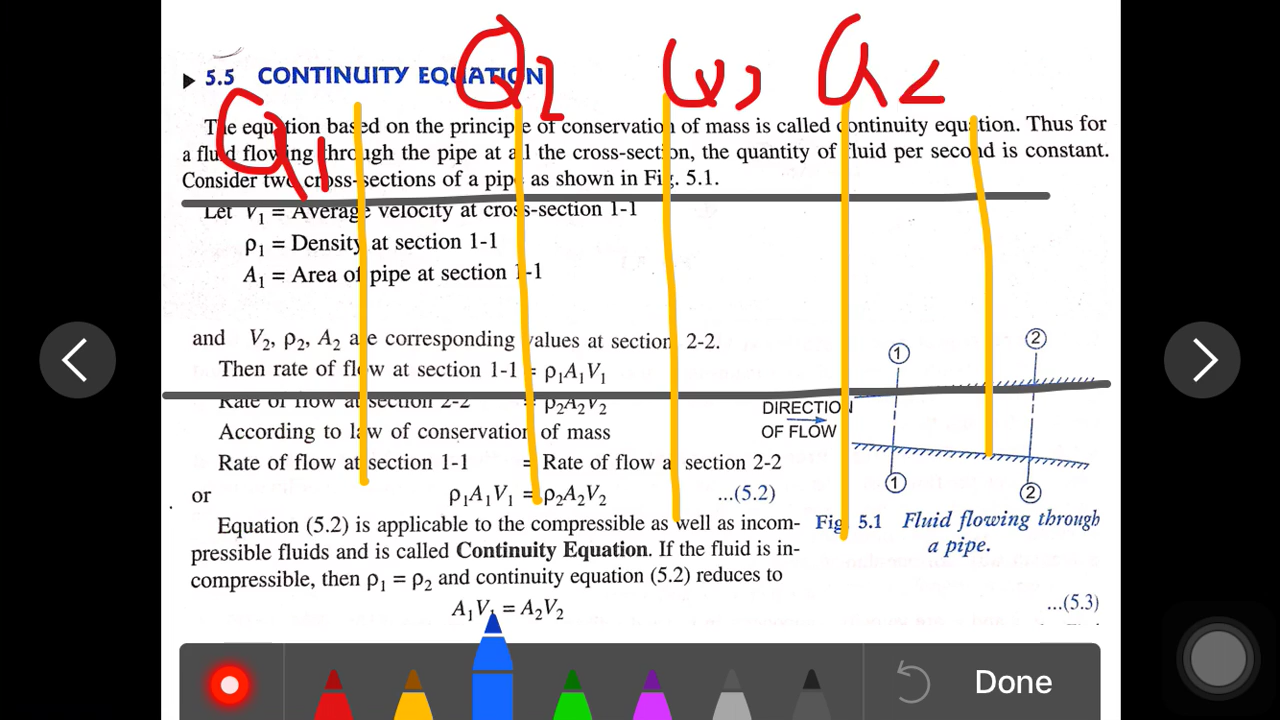 Q1 Q2 Q3 Q2
5.5 CONTINUITY EQUATION
The equation based on the principle of conservation of mass is called continuity equation. Thus for
a fluid flowing through the pipe at all the cross-section, the quantity of fluid per second is constant.
Consider two cross-sections of a pipe as shown in Fig. 5.1.
Let V₁ = Average velocity at cross-section 1-1
ρ₁ = Density at section 1-1
A₁ = Area of pipe at section 1-1
and V₂, ρ₂, A₂ are corresponding values at section 2-2.
Then rate of flow at section 1-1 = ρ₁A₁V₁
Rate of flow at section 2-2 = ρ₂A₂V₂
According to law of conservation of mass
Rate of flow at section 1-1 = Rate of flow at section 2-2
or ρ₁A₁V₁ = ρ₂A₂V₂ ...(5.2)
Equation (5.2) is applicable to the compressible as well as incom-
pressible fluids and is called Continuity Equation. If the fluid is in-
compressible, then ρ₁ = ρ₂ and continuity equation (5.2) reduces to
A₁V₁ = A₂V₂ ...(5.3)
1 2
DIRECTION
OF FLOW
1 2
Fig. 5.1 Fluid flowing through
a pipe.
Done